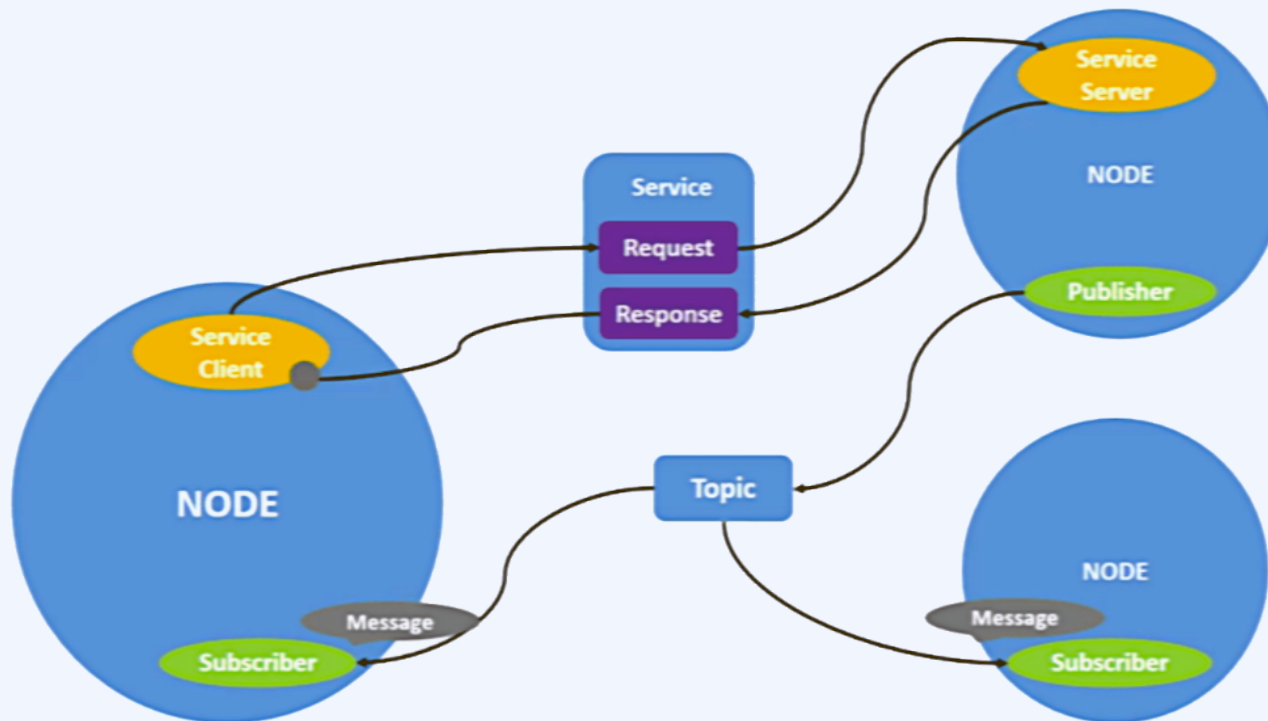 Service
Server
NODE
Publisher
Service
Request
Response
Service
Client
NODE
Topic
Message
Subscriber
NODE
Message
Subscriber